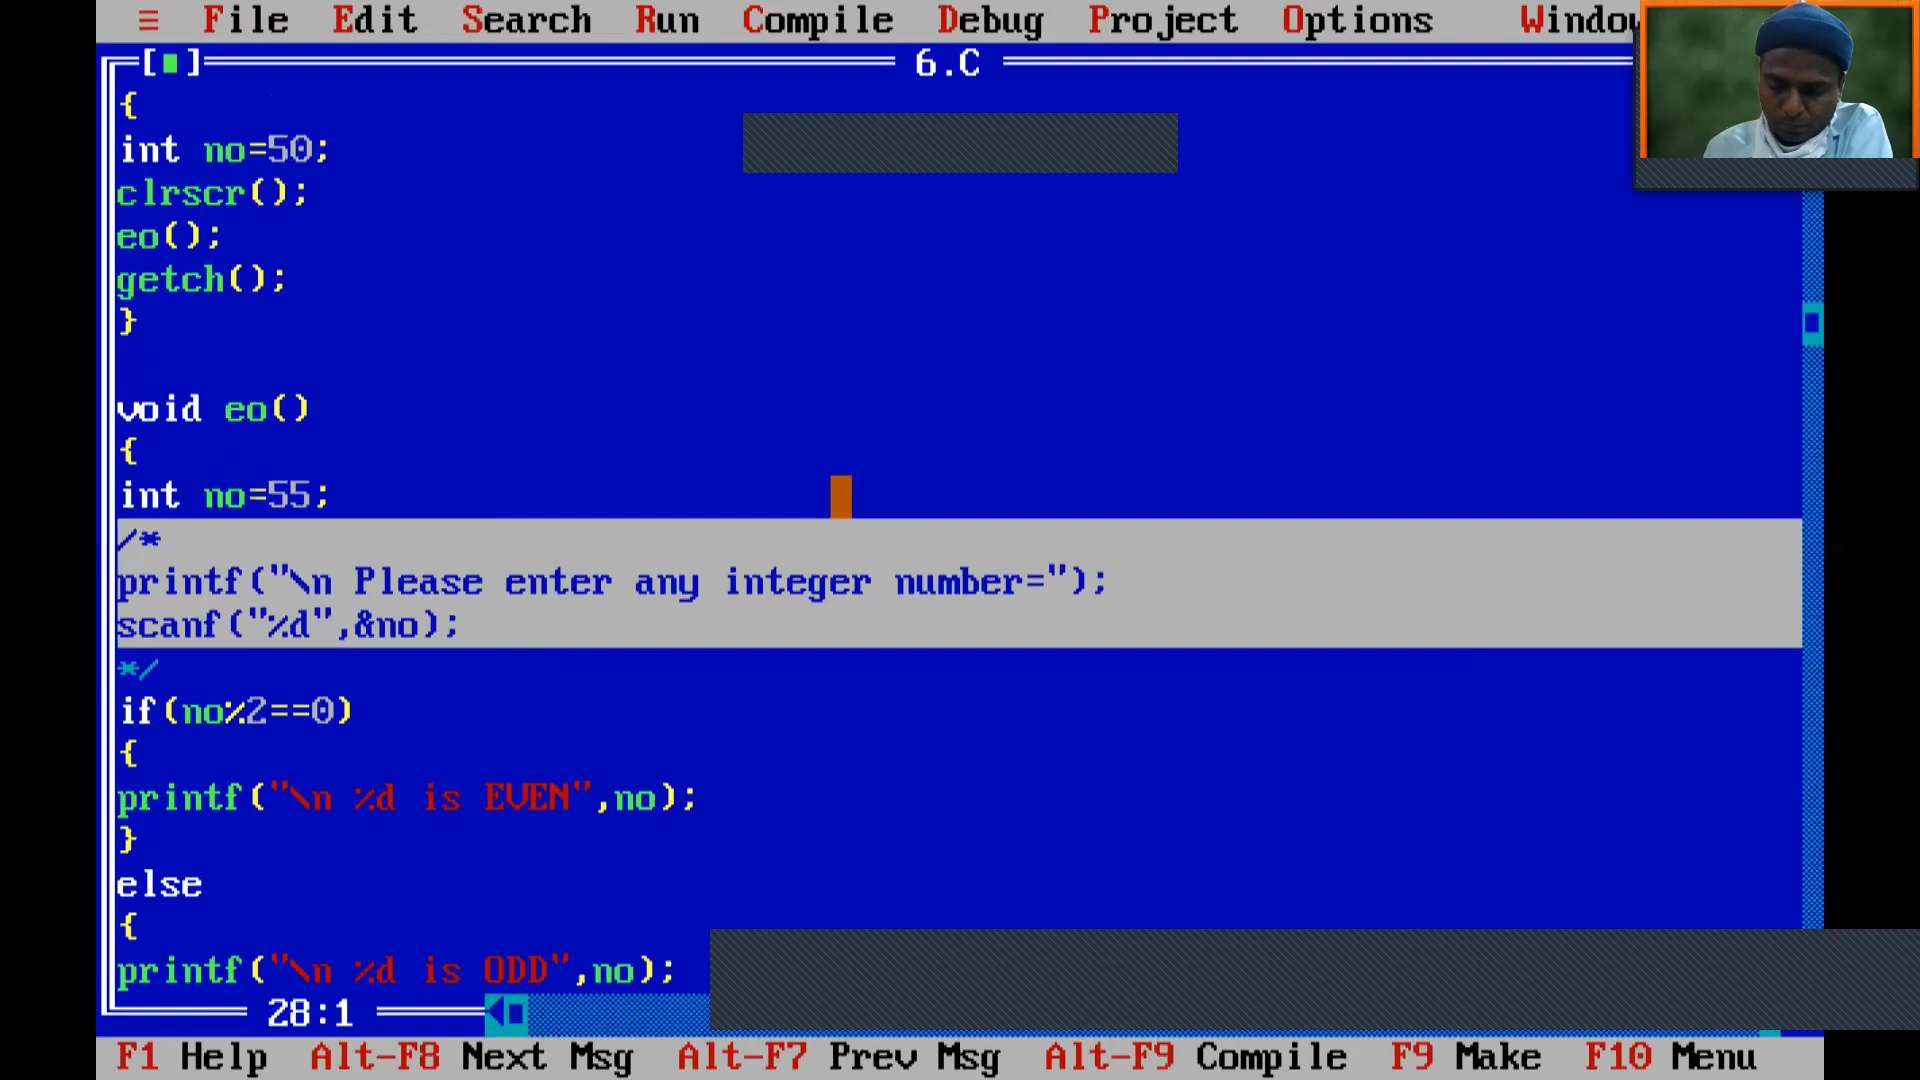 ≡ File Edit Search Run Compile Debug Project Options Window
[■] 6.C
{
int no=50;
clrscr();
eo();
getch();
}
void eo()
{
int no=55;
/*
printf("\n Please enter any integer number=");
scanf("%d",&no);
*/
if(no%2==0)
{
printf("\n %d is EVEN",no);
}
else
{
printf("\n %d is ODD",no);
28:1
F1 Help Alt-F8 Next Msg Alt-F7 Prev Msg Alt-F9 Compile F9 Make F10 Menu